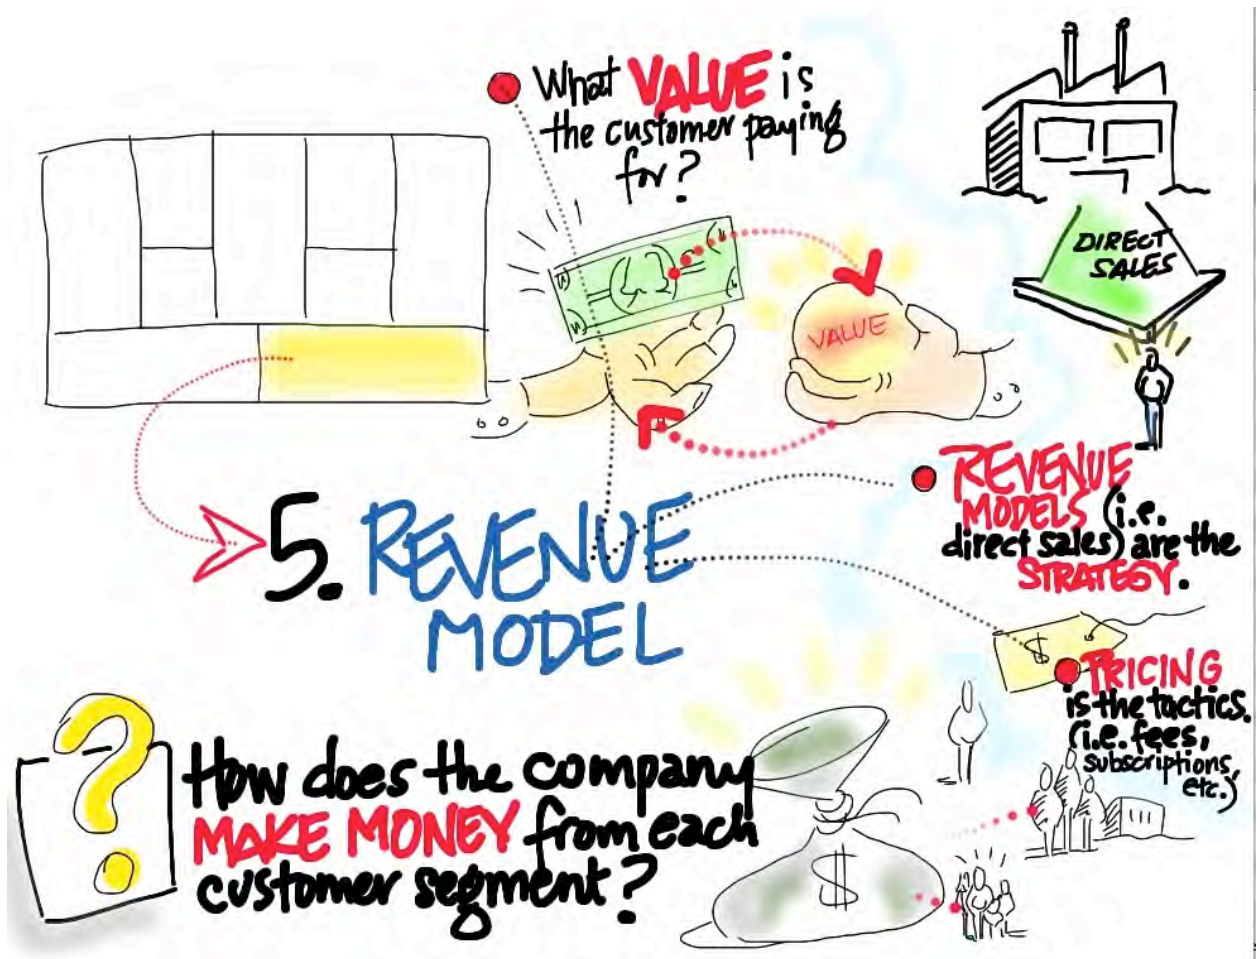 What VALUE is
the customer paying
for?
VALUE
DIRECT
SALES
5. REVENUE
MODEL
REVENUE
MODELS (i.e.
direct sales) are the
STRATEGY.
$
PRICING
is the tactics.
(i.e. fees,
subscriptions,
etc.)
?
How does the company
MAKE MONEY from each
customer segment?
$